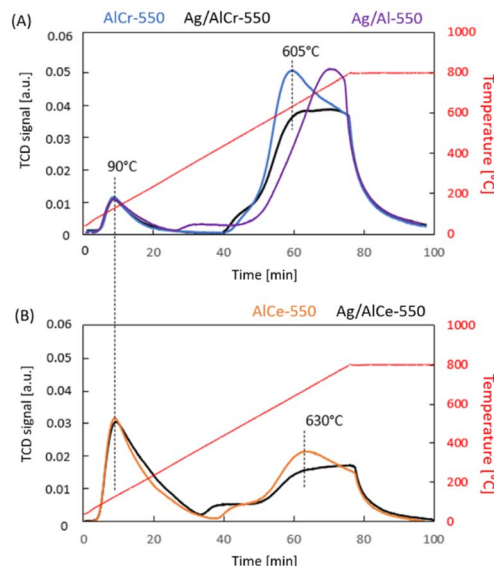 (A) AlCr-550 Ag/AlCr-550 Ag/Al-550
0.06 1000
605°C
0.05 800
0.04
600
0.03
90°C 400
0.02
0.01 200
0 0
0 20 40 60 80 100
TCD signal [a.u.]
Temperature [°C]
Time [min]
(B) AlCe-550 Ag/AlCe-550
0.06 1000
0.05 800
0.04
600
0.03
630°C 400
0.02
0.01 200
0.00 0
0 20 40 60 80 100
TCD signal [a.u.]
Temperature [°C]
Time [min]